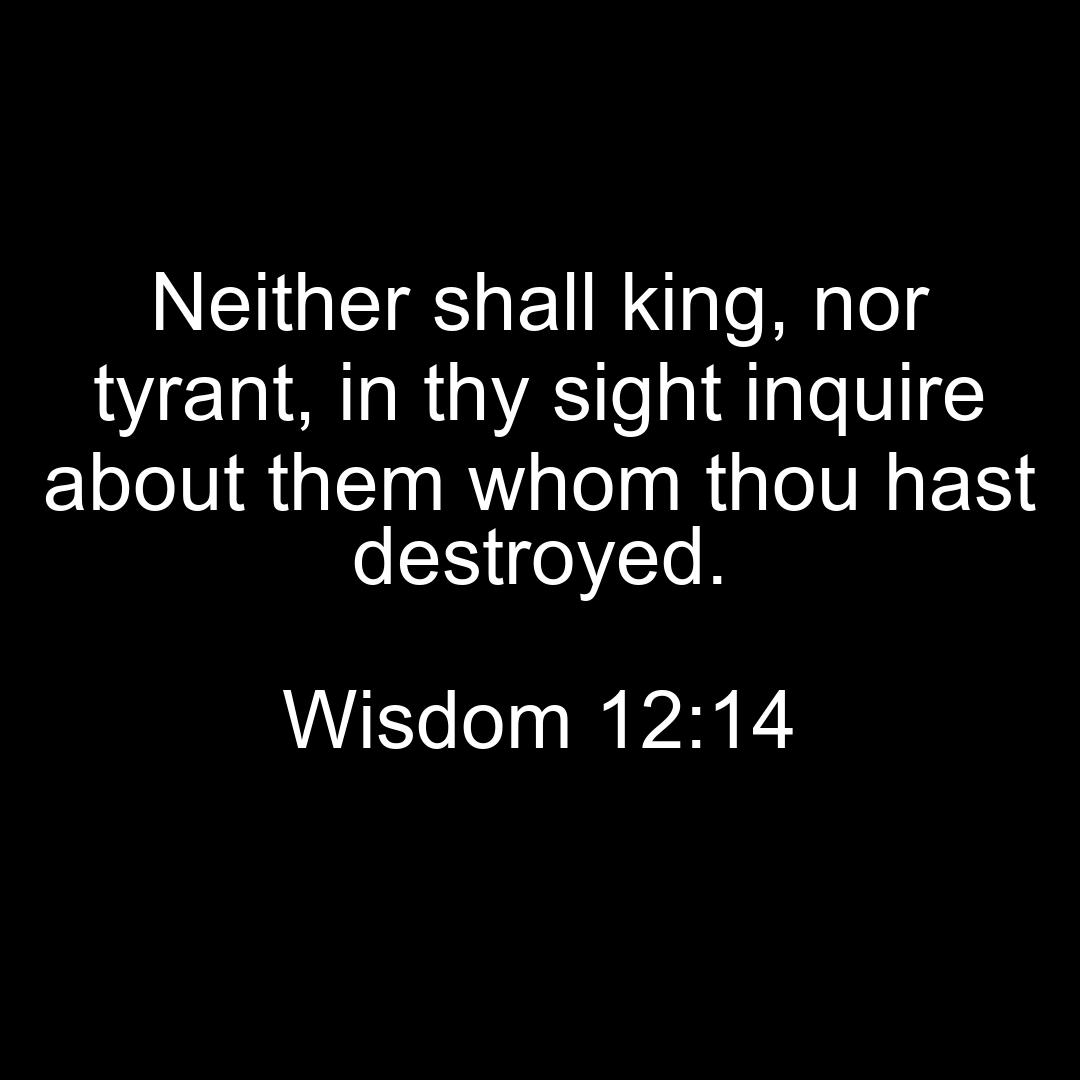 Neither shall king, nor
tyrant, in thy sight inquire
about them whom thou hast
destroyed.
Wisdom 12:14